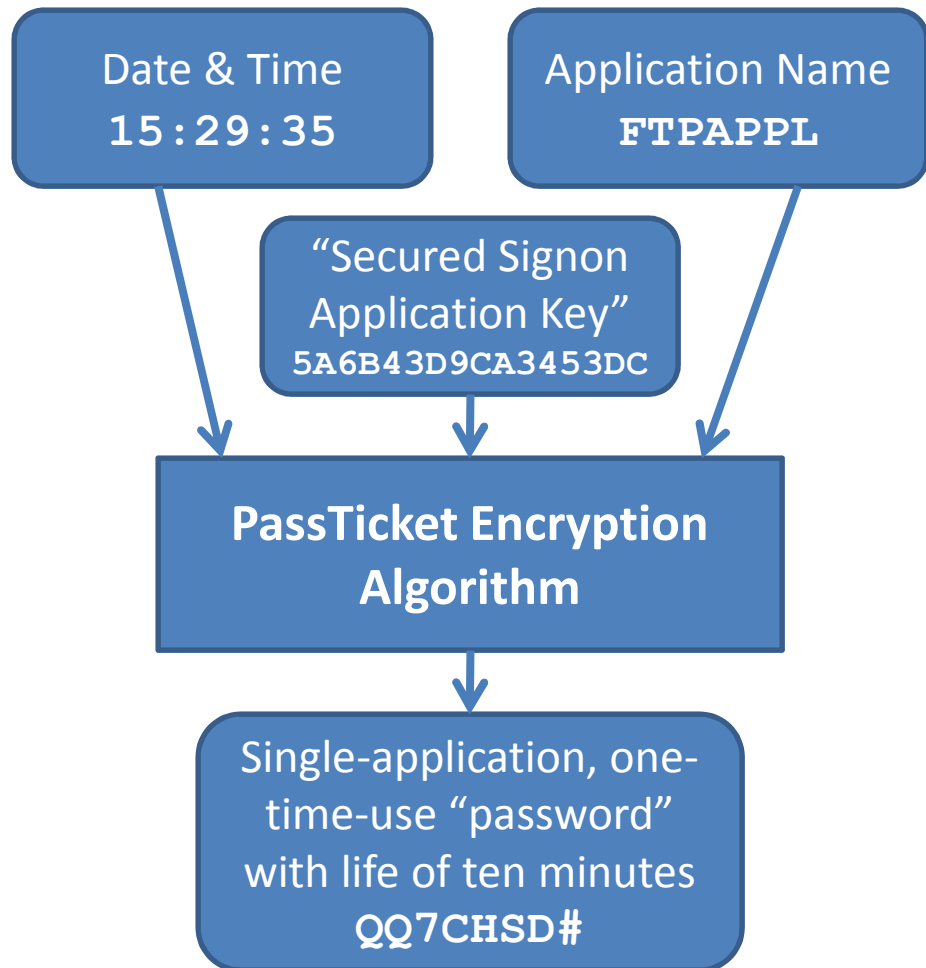 Date & Time
15:29:35
Application Name
FTPAPPL
“Secured Signon
Application Key”
5A6B43D9CA3453DC
PassTicket Encryption
Algorithm
Single-application, one-
time-use “password”
with life of ten minutes
QQ7CHSD#